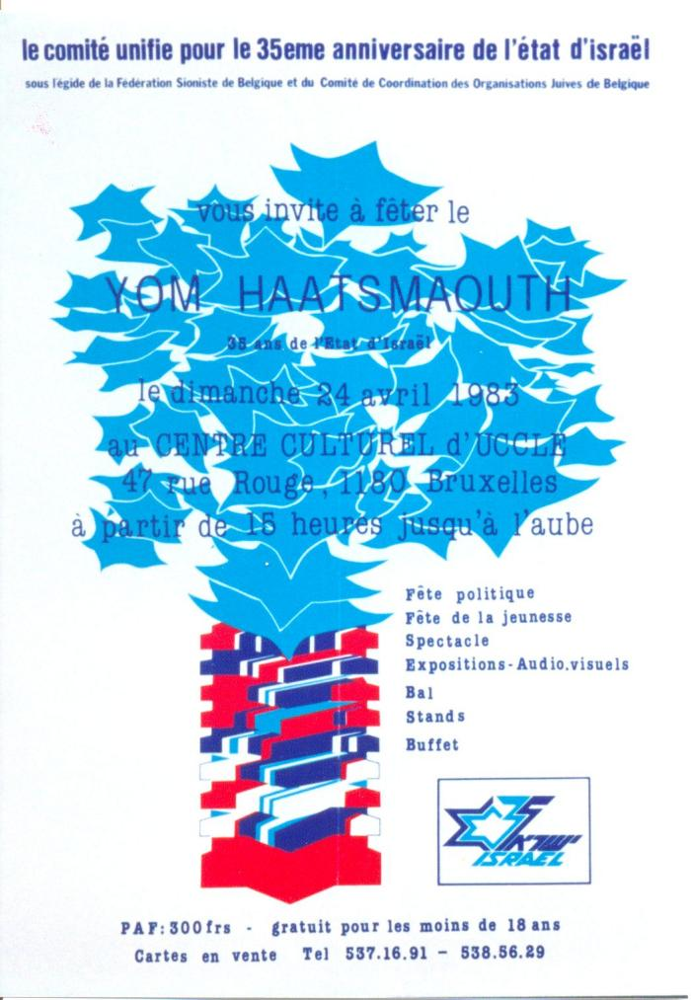 le comité unifie pour le 35eme anniversaire de l'état d'israël
sous l'égide de la Fédération Sioniste de Belgique et du Comité de Coordination des Organisations Juives de Belgique
vous invite à fêter le
YOM HAATSMAOUTH
35 ans de l'Etat d'Israël
le dimanche 24 avril 1983
au CENTRE CULTUREL d'UCCLE
47 rue Rouge, 1180 Bruxelles
à partir de 15 heures jusqu'à l'aube
Fête politique
Fête de la jeunesse
Spectacle
Expositions-Audio.visuels
Bal
Stands
Buffet
35
ישראל
ISRAEL
PAF:300frs - gratuit pour les moins de 18 ans
Cartes en vente Tel 537.16.91 - 538.56.29